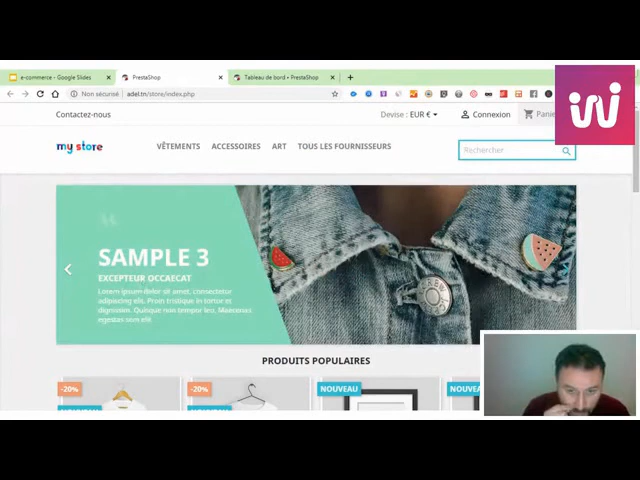 e-commerce - Google Slides
PrestaShop
Tableau de bord • PrestaShop
Non sécurisé
adel.tn/store/index.php
Contactez-nous
Devise : EUR €
Connexion
my store
VÊTEMENTS
ACCESSOIRES
ART
TOUS LES FOURNISSEURS
Rechercher
SAMPLE 3
EXCEPTEUR OCCAECAT
Lorem ipsum dolor sit amet, consectetur
adipiscing elit. Proin tristique in tortor et
dignissim. Quisque non tempor leo. Maecenas
egestas sem elit
PRODUITS POPULAIRES
-20%
-20%
NOUVEAU